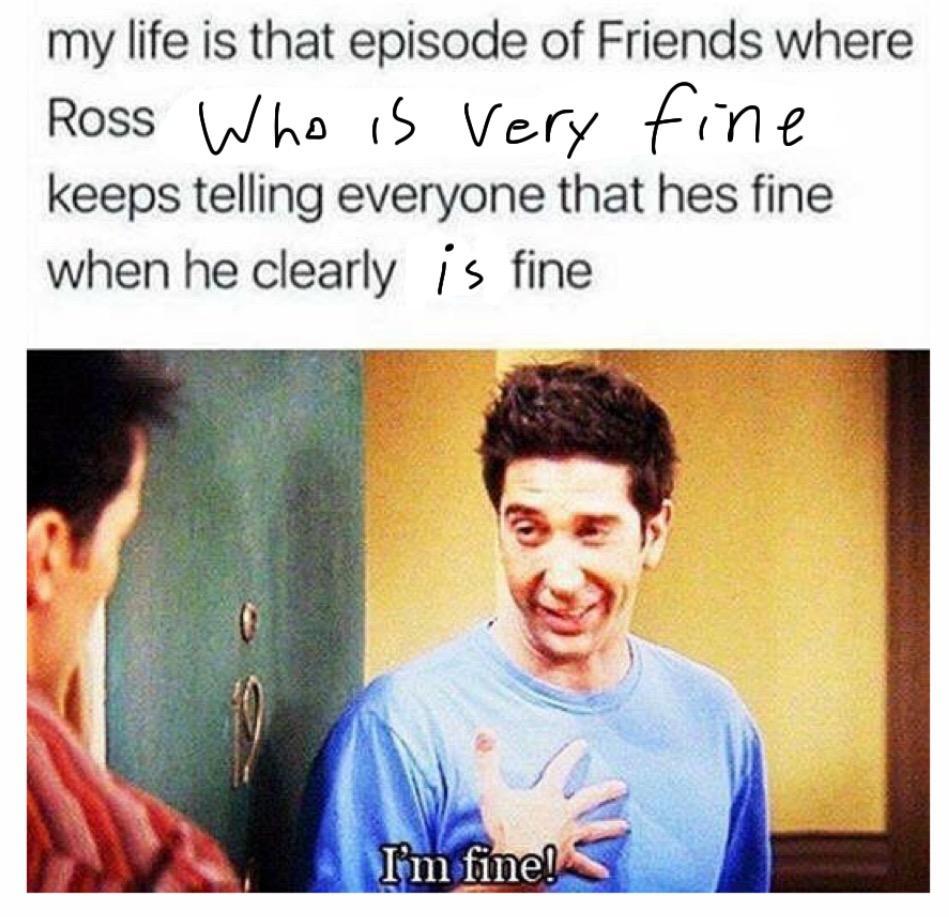 my life is that episode of Friends where
Ross Who is very fine
keeps telling everyone that hes fine
when he clearly is fine
19
I'm fine!